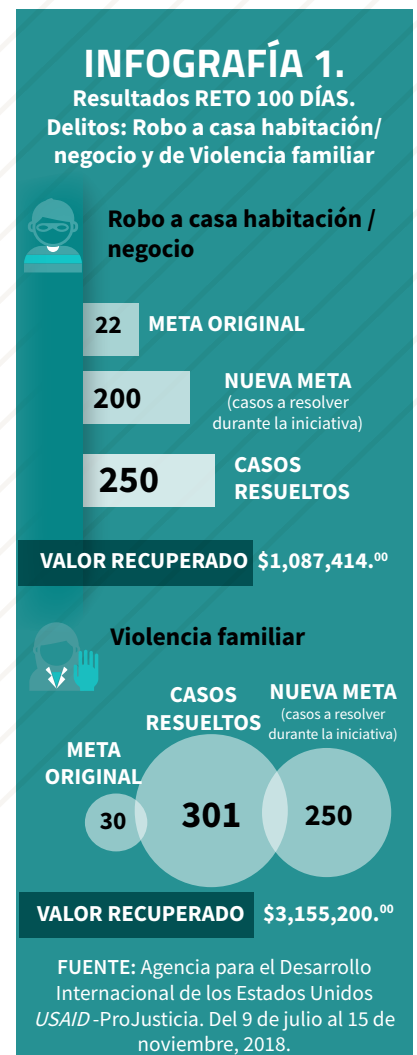 INFOGRAFÍA 1.
Resultados RETO 100 DÍAS.
Delitos: Robo a casa habitación/
negocio y de Violencia familiar
Robo a casa habitación /
negocio
22 META ORIGINAL
200
NUEVA META
(casos a resolver
durante la iniciativa)
250
CASOS
RESUELTOS
VALOR RECUPERADO $1,087,414.00
Violencia familiar
META
ORIGINAL
30
CASOS
RESUELTOS
301
NUEVA META
(casos a resolver
durante la iniciativa)
250
VALOR RECUPERADO $3,155,200.00
FUENTE: Agencia para el Desarrollo
Internacional de los Estados Unidos
USAID -ProJusticia. Del 9 de julio al 15 de
noviembre, 2018.